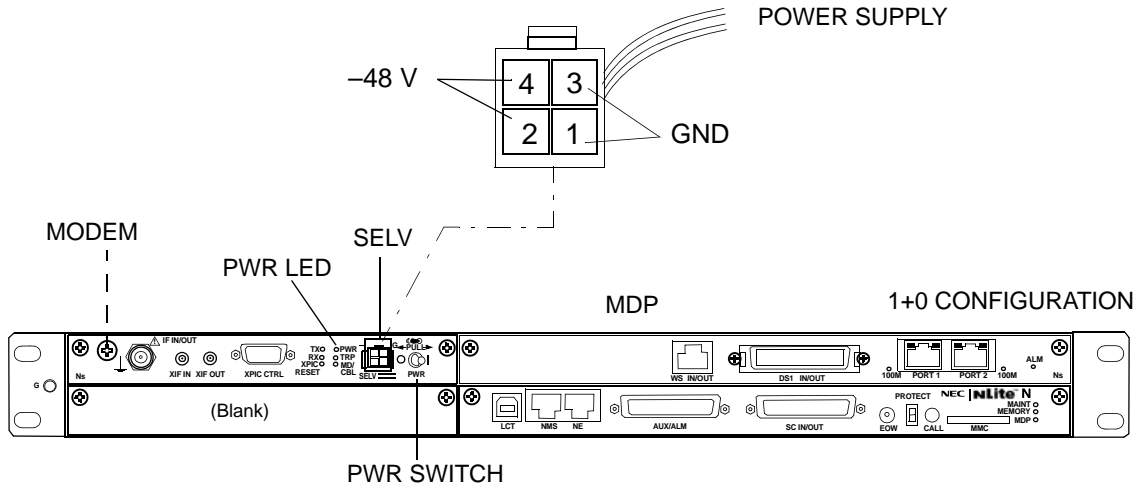 POWER SUPPLY
–48 V
4 3
2 1
GND
MODEM
SELV
PWR LED
MDP
1+0 CONFIGURATION
IF IN/OUT
XIF IN
XIF OUT
XPIC CTRL
TX
RX
XPIC
RESET
PWR
TRP
MD/
CBL
SELV
G
PULL
PWR
Ns
WS IN/OUT
DS1 IN/OUT
100M
PORT 1
PORT 2
100M
ALM
Ns
G
(Blank)
LCT
NMS
NE
AUX/ALM
SC IN/OUT
EOW
PROTECT
CALL
NEC
NLite N
MAINT
MEMORY
MDP
MMC
PWR SWITCH